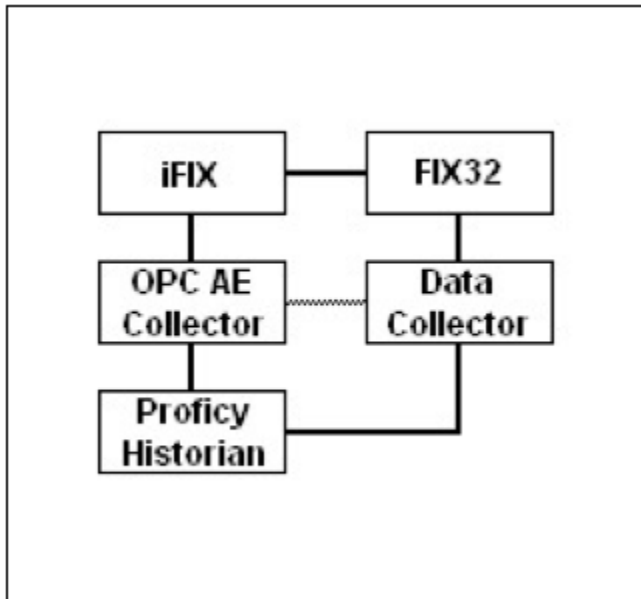 iFIX
FIX32
OPC AE
Collector
Data
Collector
Proficy
Historian